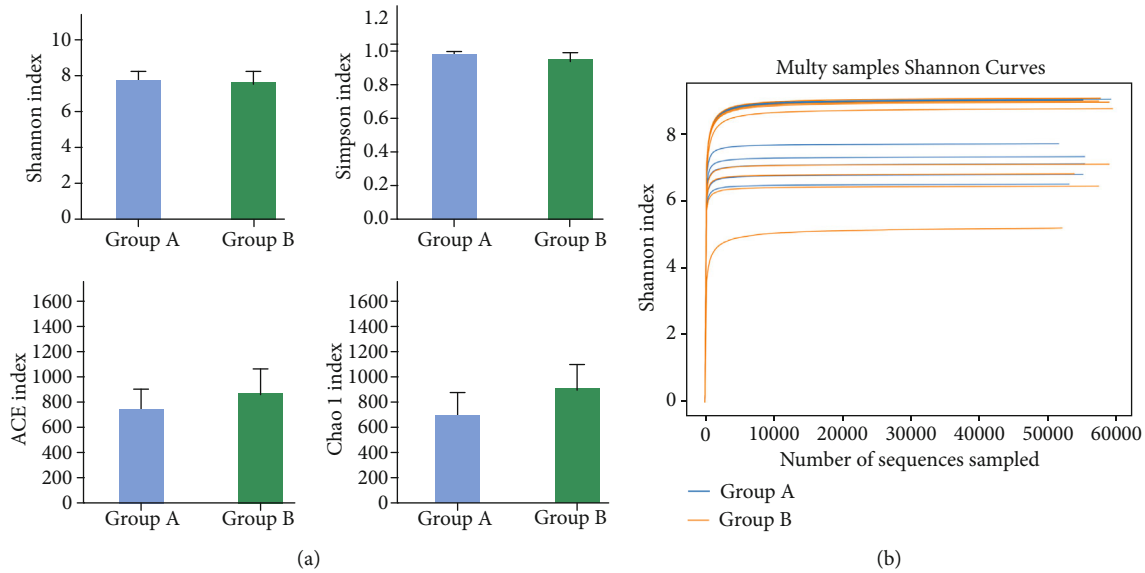 Shannon index
10
8
6
4
2
0
Group A Group B
Simpson index
1.2
1.0
0.8
0.6
0.4
0.2
0.0
Group A Group B
ACE index
1600
1400
1200
1000
800
600
400
200
0
Group A Group B
Chao 1 index
1600
1400
1200
1000
800
600
400
200
0
Group A Group B
(a)
Multy samples Shannon Curves
Shannon index
8
6
4
2
0
0 10000 20000 30000 40000 50000 60000
Number of sequences sampled
Group A
Group B
(b)